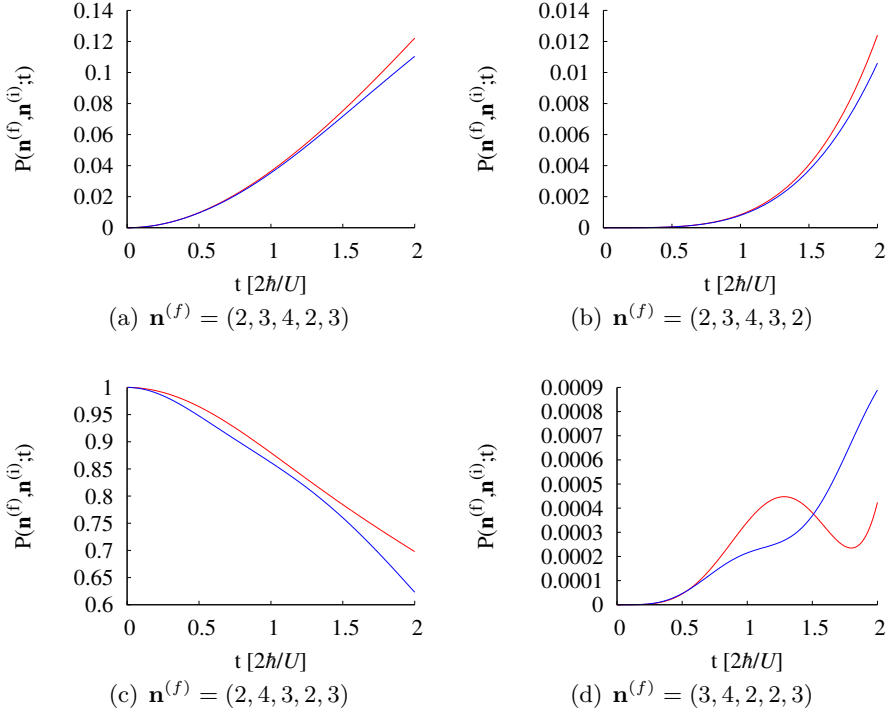 P(n^(f),n^(i);t)
0.14
0.12
0.1
0.08
0.06
0.04
0.02
0
0 0.5 1 1.5 2
t [2ħ/U]
(a) n^(f) = (2, 3, 4, 2, 3)
P(n^(f),n^(i);t)
0.014
0.012
0.01
0.008
0.006
0.004
0.002
0
0 0.5 1 1.5 2
t [2ħ/U]
(b) n^(f) = (2, 3, 4, 3, 2)
P(n^(f),n^(i);t)
1
0.95
0.9
0.85
0.8
0.75
0.7
0.65
0.6
0 0.5 1 1.5 2
t [2ħ/U]
(c) n^(f) = (2, 4, 3, 2, 3)
P(n^(f),n^(i);t)
0.0009
0.0008
0.0007
0.0006
0.0005
0.0004
0.0003
0.0002
0.0001
0
0 0.5 1 1.5 2
t [2ħ/U]
(d) n^(f) = (3, 4, 2, 2, 3)